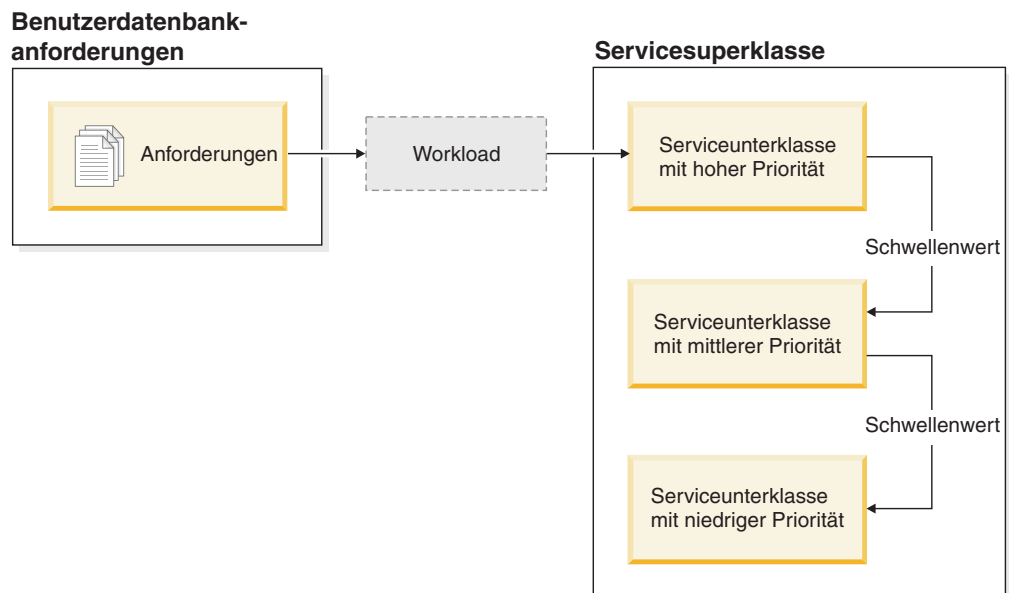 Benutzerdatenbank-
anforderungen
Anforderungen
Workload
Servicesuperklasse
Serviceunterklasse
mit hoher Priorität
Schwellenwert
Serviceunterklasse
mit mittlerer Priorität
Schwellenwert
Serviceunterklasse
mit niedriger Priorität